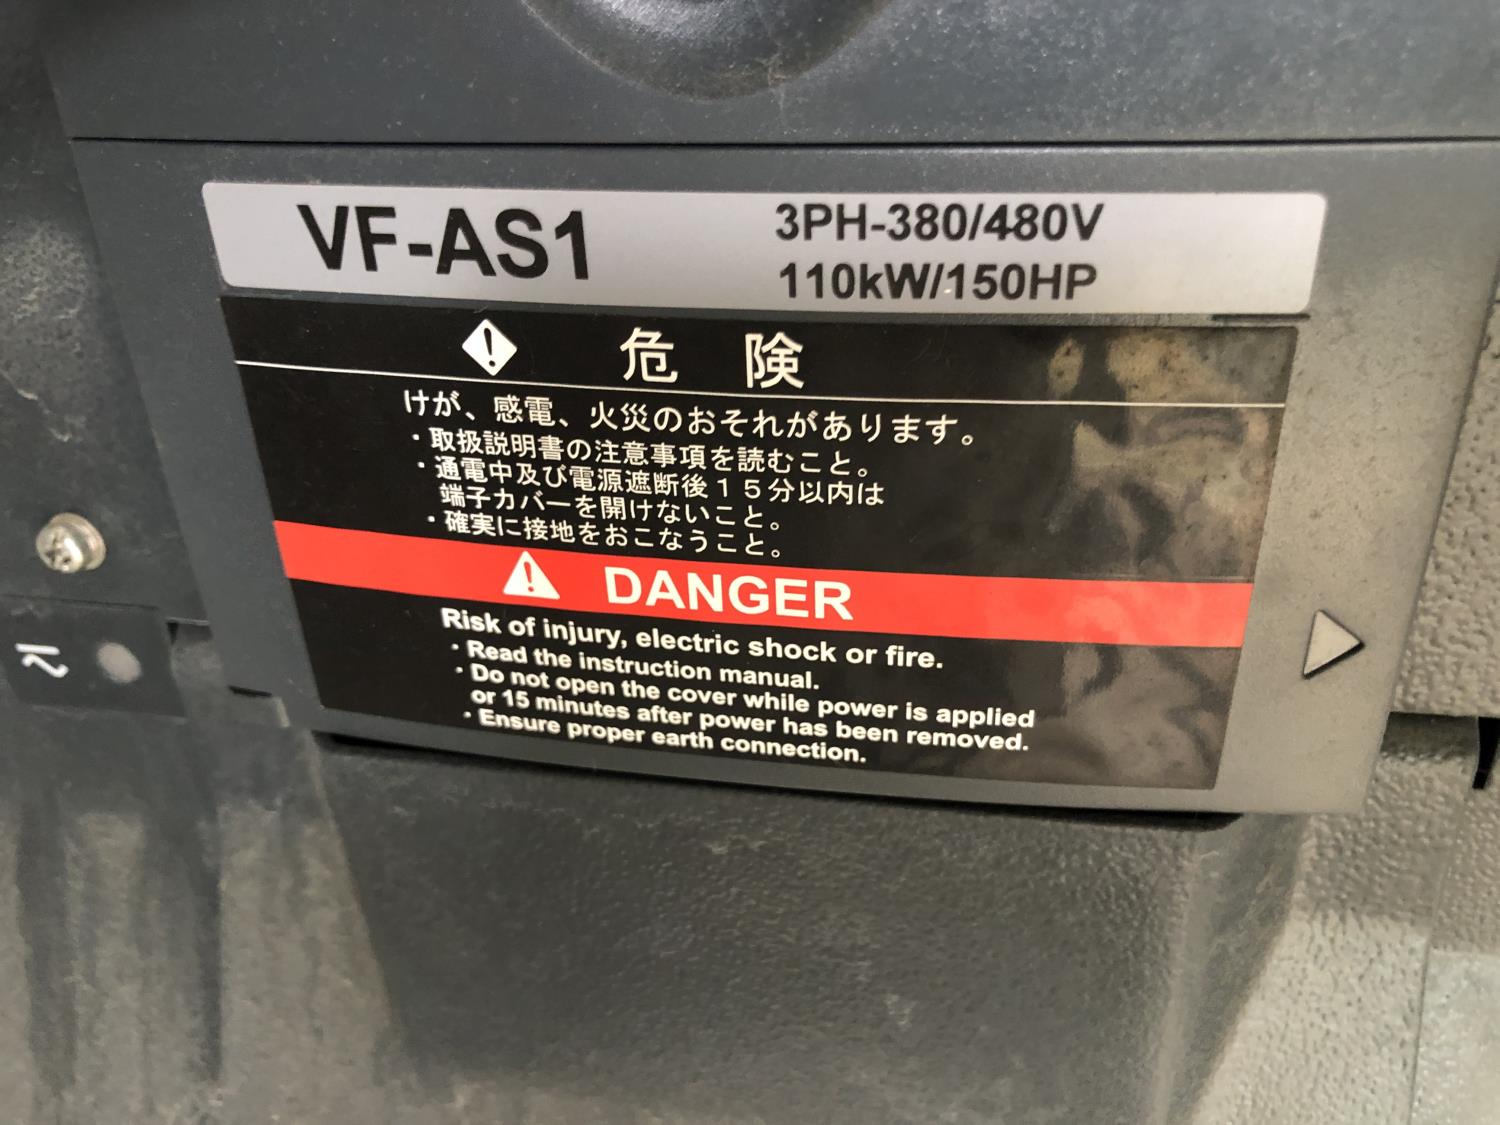 VF-AS1
3PH-380/480V
110kW/150HP
危 険
けが、感電、火災のおそれがあります。
・取扱説明書の注意事項を読むこと。
・通電中及び電源遮断後15分以内は
端子カバーを開けないこと。
・確実に接地をおこなうこと。
DANGER
Risk of injury, electric shock or fire.
・Read the instruction manual.
・Do not open the cover while power is applied
or 15 minutes after power has been removed.
・Ensure proper earth connection.